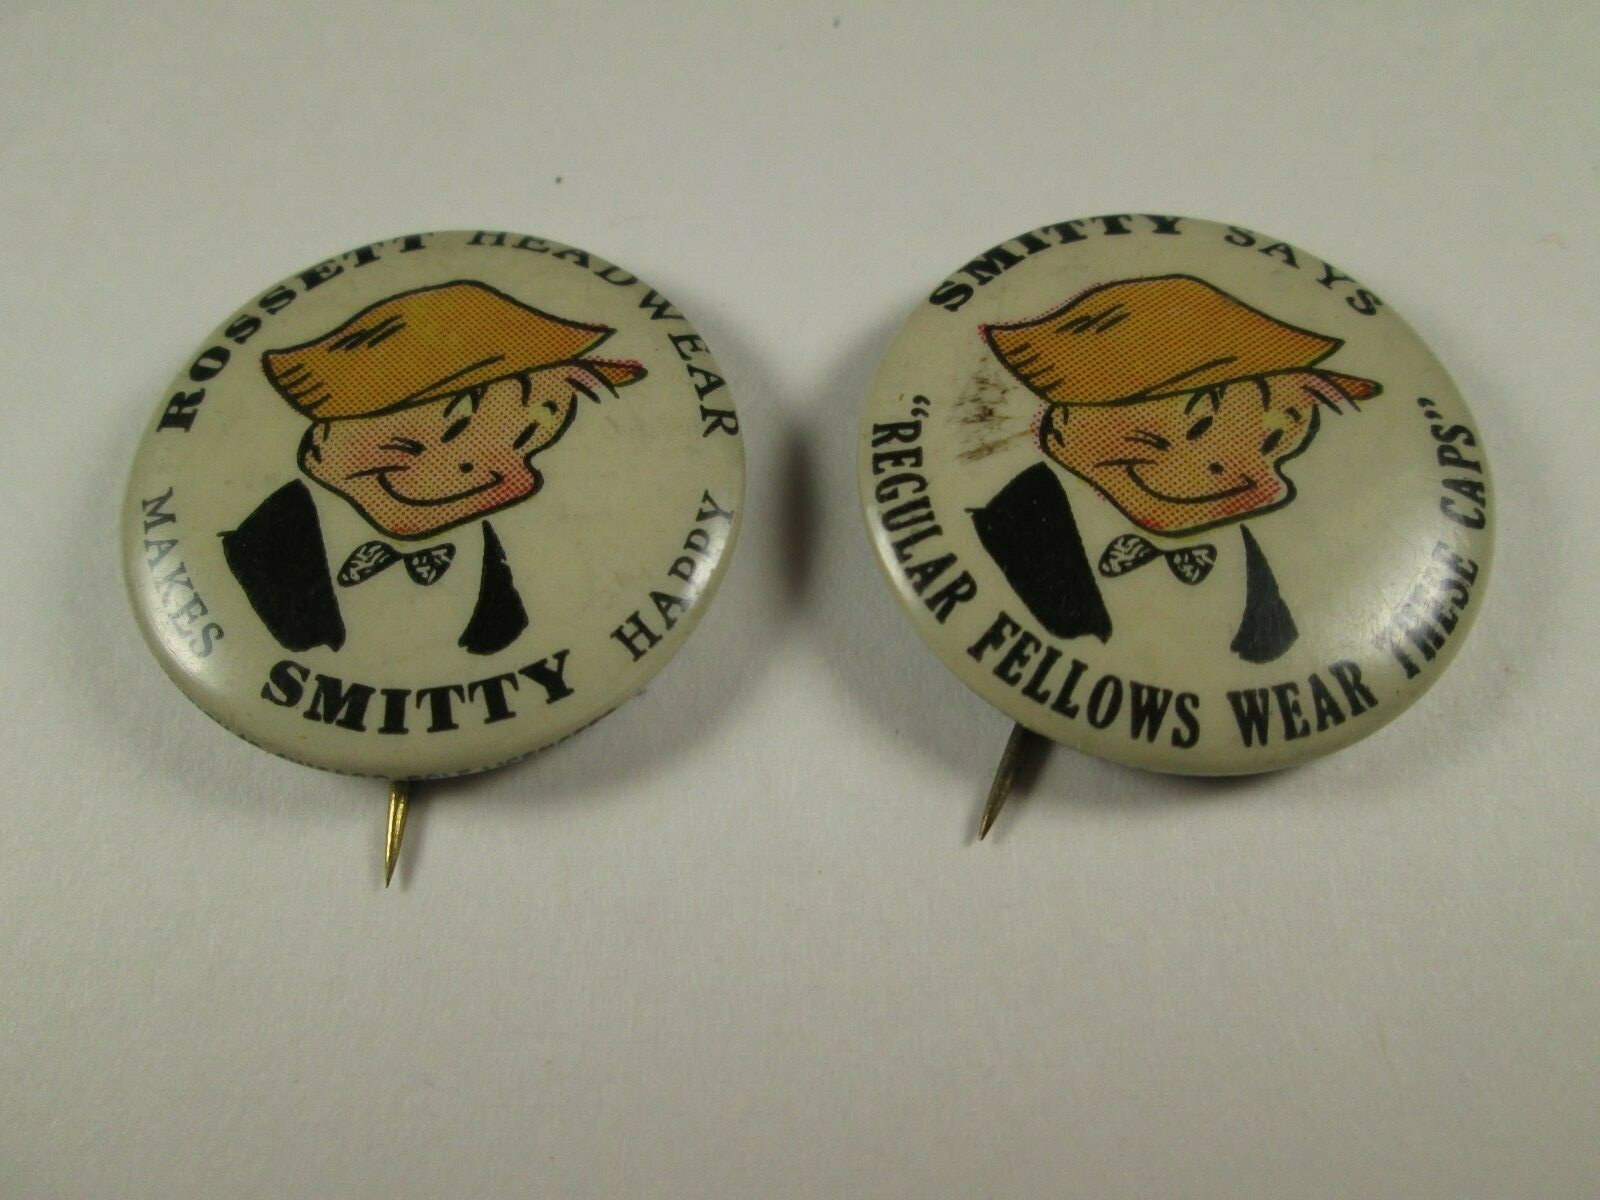 ROSSETT HEADWEAR
MAKES SMITTY HAPPY
SMITTY SAYS
"REGULAR FELLOWS WEAR THESE CAPS"